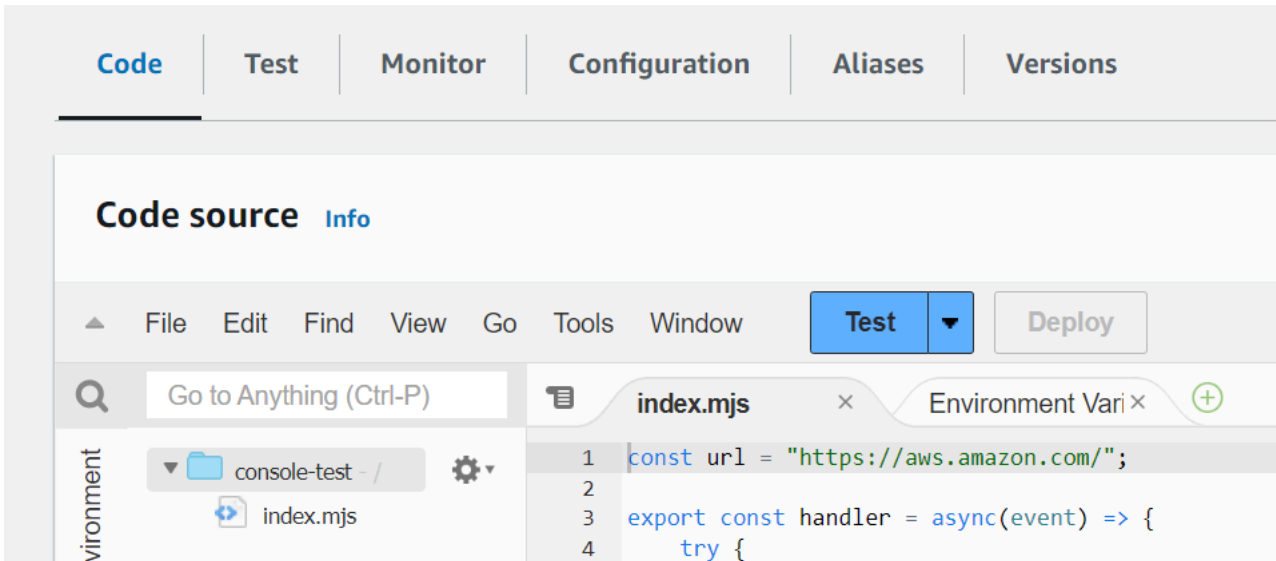 Code Test Monitor Configuration Aliases Versions
Code source Info
File Edit Find View Go Tools Window Test Deploy
Go to Anything (Ctrl-P) index.mjs × Environment Vari ×
console-test - /
index.mjs
vironment
1 const url = "https://aws.amazon.com/";
2
3 export const handler = async(event) => {
4 try {